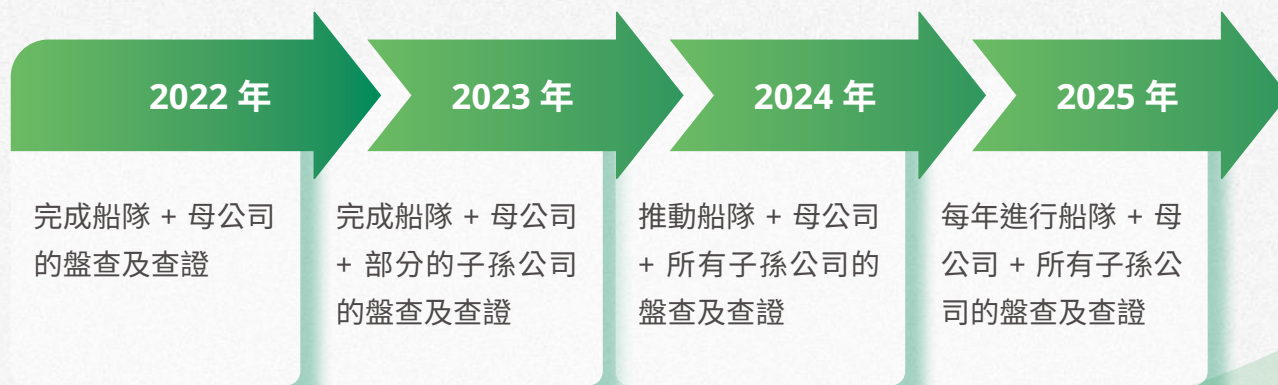 2022 年
完成船隊 + 母公司
的盤查及查證
2023 年
完成船隊 + 母公司
+ 部分的子孫公司
的盤查及查證
2024 年
推動船隊 + 母公司
+ 所有子孫公司的
盤查及查證
2025 年
每年進行船隊 + 母
公司 + 所有子孫公
司的盤查及查證